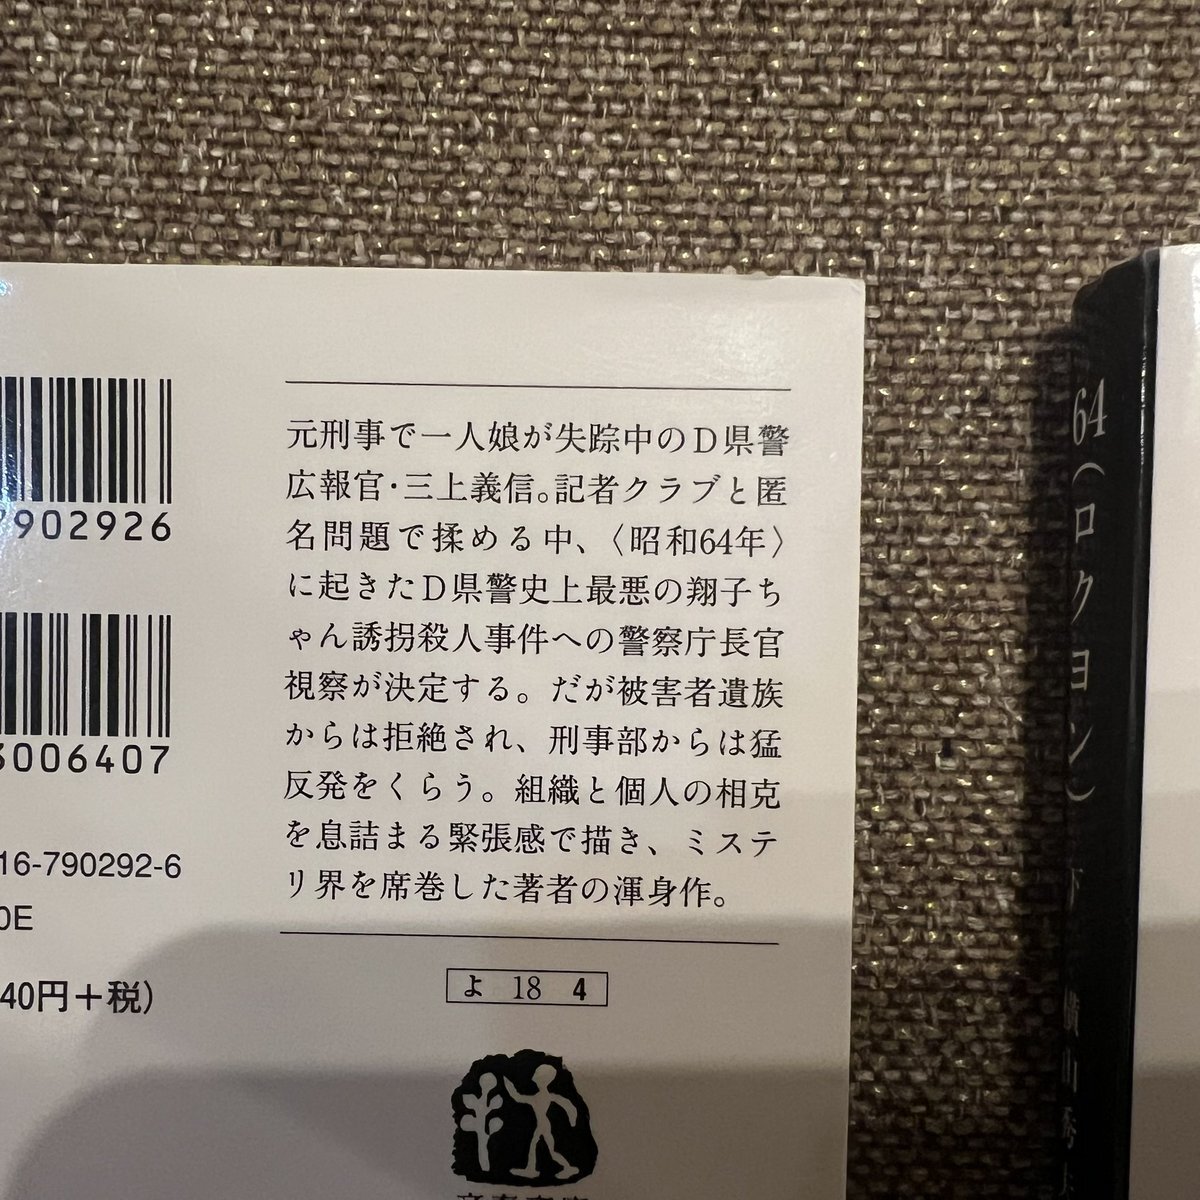 7902926
元刑事で一人娘が失踪中のD県警
広報官・三上義信。記者クラブと匿
名問題で揉める中、〈昭和64年〉
に起きたD県警史上最悪の翔子ち
ゃん誘拐殺人事件への警察庁長官
視察が決定する。だが被害者遺族
からは拒絶され、刑事部からは猛
反発をくらう。組織と個人の相克
を息詰まる緊張感で描き、ミステ
リ界を席巻した著者の渾身作。
006407
16-790292-6
0E
40円+税)
よ 18 4
64(ロクヨン) 下 横山秀